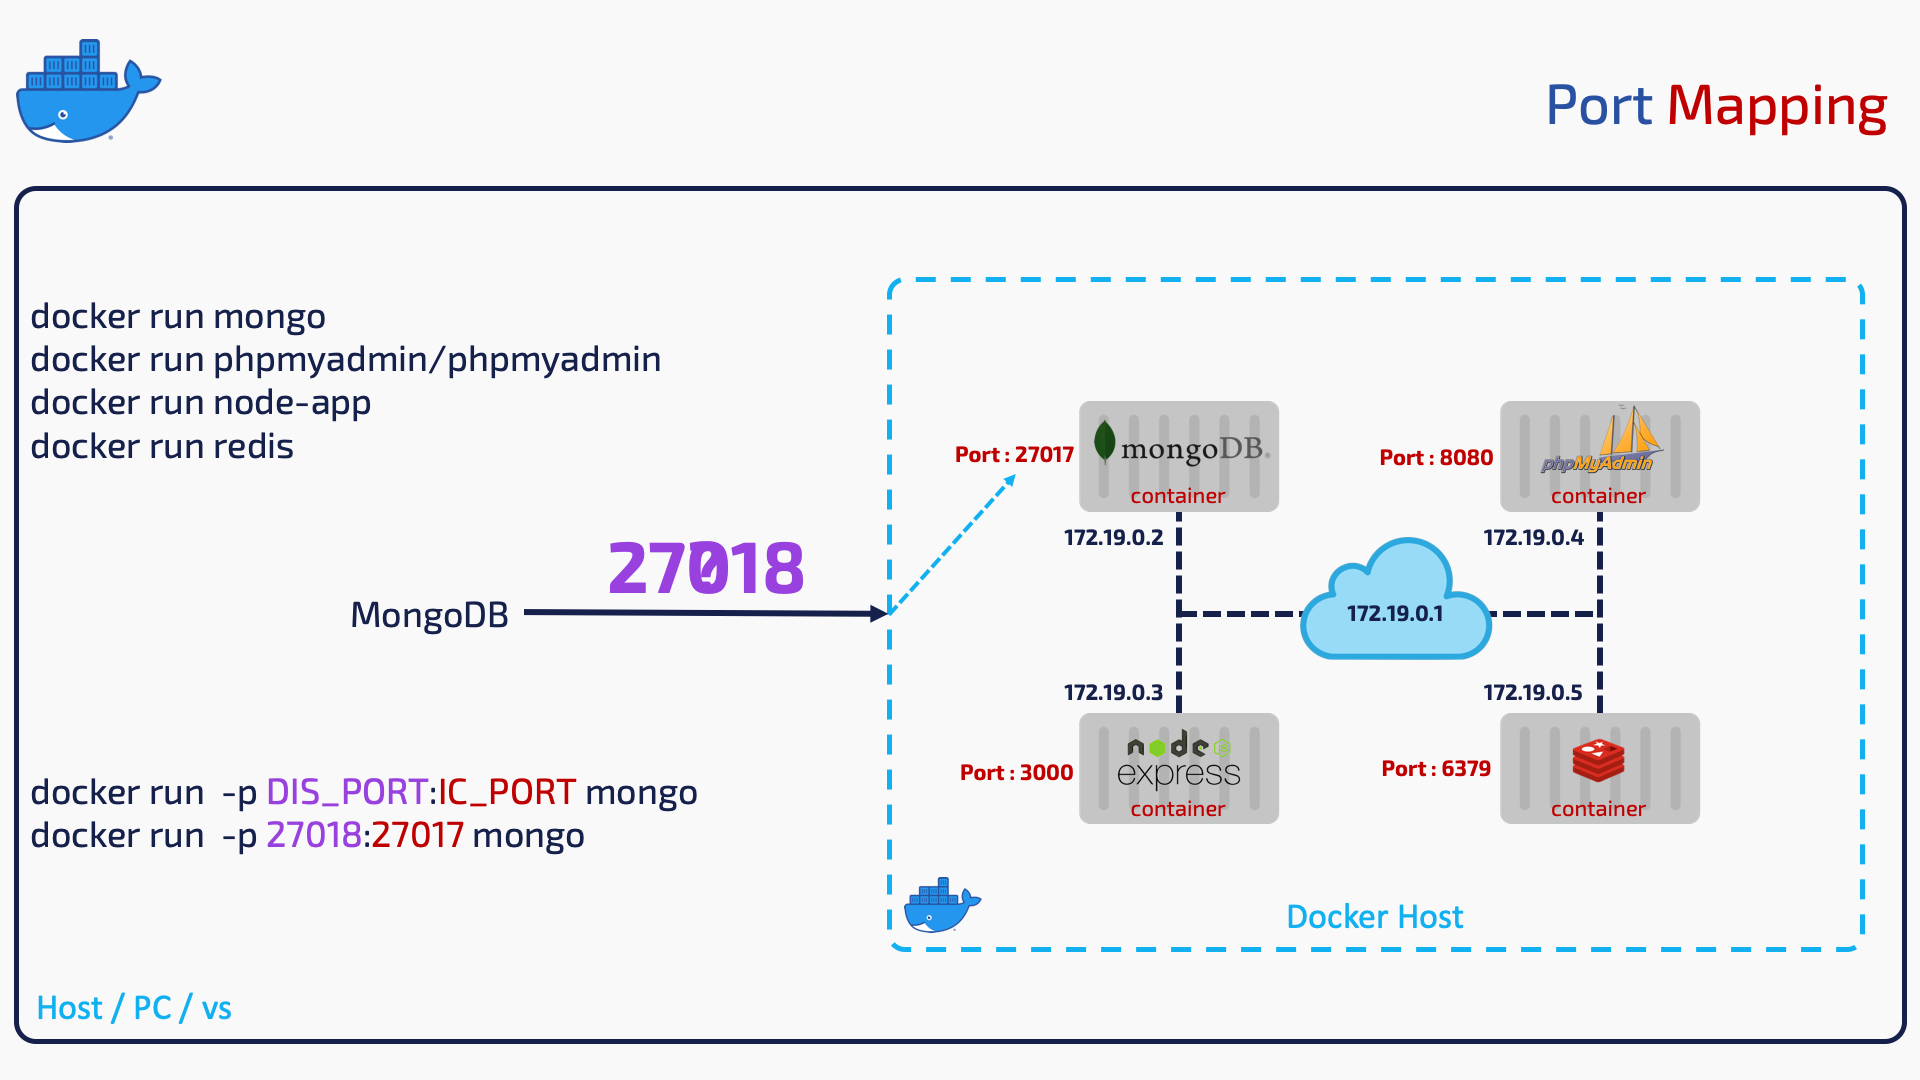 Port Mapping
docker run mongo
docker run phpmyadmin/phpmyadmin
docker run node-app
docker run redis
MongoDB
27018
docker run -p DIS_PORT:IC_PORT mongo
docker run -p 27018:27017 mongo
Host / PC / vs
Port : 27017
mongoDB®
container
172.19.0.2
Port : 8080
phpMyAdmin
container
172.19.0.4
172.19.0.1
172.19.0.3
Port : 3000
node
express
container
172.19.0.5
Port : 6379
container
Docker Host